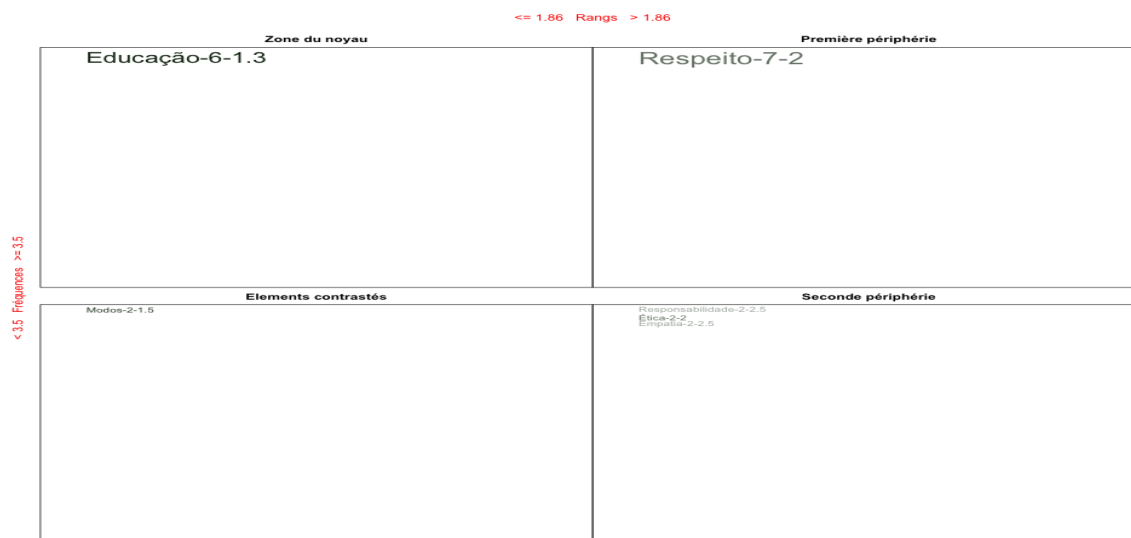 <= 1.86 Rangs > 1.86
Zone du noyau
Première périphérie
Educação-6-1.3
Respeito-7-2
< 3.5 Fréquences >= 3.5
Elements contrastés
Seconde périphérie
Modos-2-1.5
Responsabilidade-2-2.5
Ética-2-2
Empatia-2-2.5